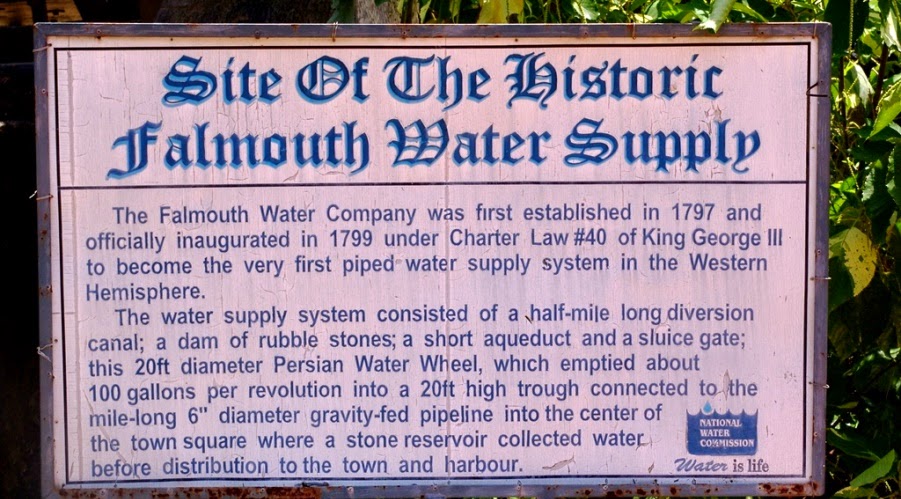 Site Of The Historic
Falmouth Water Supply
The Falmouth Water Company was first established in 1797 and
officially inaugurated in 1799 under Charter Law #40 of King George III
to become the very first piped water supply system in the Western
Hemisphere.
The water supply system consisted of a half-mile long diversion
canal; a dam of rubble stones; a short aqueduct and a sluice gate;
this 20ft diameter Persian Water Wheel, which emptied about
100 gallons per revolution into a 20ft high trough connected to the
mile-long 6" diameter gravity-fed pipeline into the center of
the town square where a stone reservoir collected water
before distribution to the town and harbour.
NATIONAL
WATER
COMMISSION
Water is life